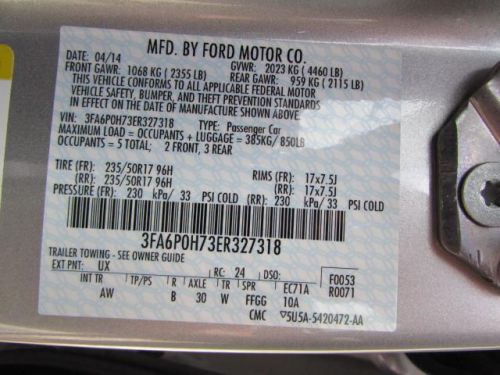 MFD. BY FORD MOTOR CO.
DATE: 04/14 GVWR: 2023 KG ( 4460 LB)
FRONT GAWR: 1068 KG ( 2355 LB) REAR GAWR: 959 KG ( 2115 LB)
THIS VEHICLE CONFORMS TO ALL APPLICABLE FEDERAL MOTOR
VEHICLE SAFETY, BUMPER, AND THEFT PREVENTION STANDARDS
IN EFFECT ON THE DATE OF MANUFACTURE SHOWN ABOVE.
VIN: 3FA6P0H73ER327318 TYPE: Passenger Car
MAXIMUM LOAD = OCCUPANTS + LUGGAGE = 385KG / 850LB
OCCUPANTS = 5 TOTAL; 2 FRONT, 3 REAR
TIRE (FR): 235/50R17 96H RIMS (FR): 17×7.5J
(RR): 235/50R17 96H (RR): 17×7.5J
PRESSURE (FR): 230 kPa/ 33 PSI COLD (RR): 230 kPa/ 33 PSI COLD
3FA6P0H73ER327318
TRAILER TOWING - SEE OWNER GUIDE
EXT PNT: UX RC: 24 DSO: F0053
INT TR TP/PS R AXLE TR SPR EC71A R0071
AW B 30 W FFGG 10A
CMC ▽5U5A-5420472-AA